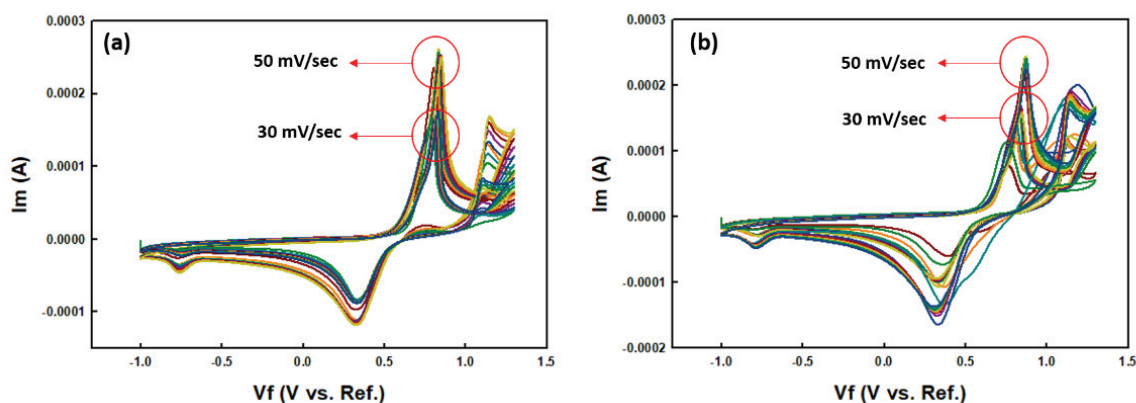 (a)
50 mV/sec
30 mV/sec
Im (A)
0.0003
0.0002
0.0001
0.0000
-0.0001
-1.0
-0.5
0.0
0.5
1.0
1.5
Vf (V vs. Ref.)
(b)
50 mV/sec
30 mV/sec
Im (A)
0.0003
0.0002
0.0001
0.0000
-0.0001
-0.0002
-1.0
-0.5
0.0
0.5
1.0
1.5
Vf (V vs. Ref.)